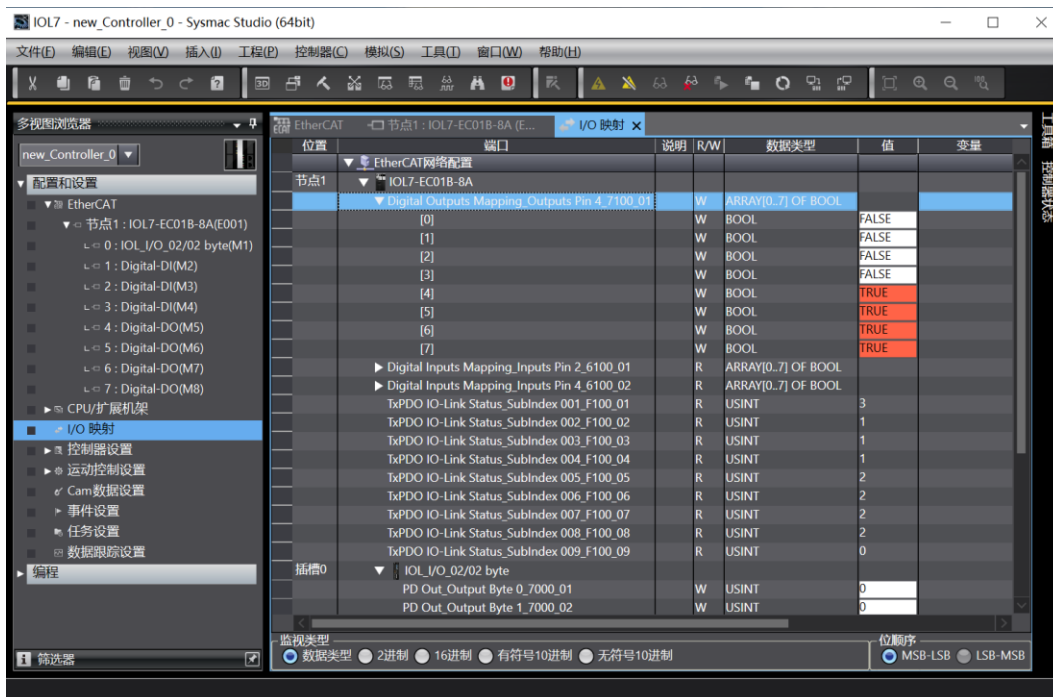 IOL7 - new_Controller_0 - Sysmac Studio (64bit)
文件(F) 编辑(E) 视图(V) 插入(I) 工程(P) 控制器(C) 模拟(S) 工具(T) 窗口(W) 帮助(H)
多视图浏览器
new_Controller_0
配置和设置
EtherCAT
节点1 : IOL7-EC01B-8A(E001)
0 : IOL_I/O_02/02 byte(M1)
1 : Digital-DI(M2)
2 : Digital-DI(M3)
3 : Digital-DI(M4)
4 : Digital-DO(M5)
5 : Digital-DO(M6)
6 : Digital-DO(M7)
7 : Digital-DO(M8)
CPU/扩展机架
I/O 映射
控制器设置
运动控制设置
Cam数据设置
事件设置
任务设置
数据跟踪设置
编程
筛选器
EtherCAT 节点1 : IOL7-EC01B-8A (E... I/O 映射
位置 端口 说明 R/W 数据类型 值 变量
EtherCAT网络配置
节点1 IOL7-EC01B-8A
Digital Outputs Mapping_Outputs Pin 4_7100_01 W ARRAY[0..7] OF BOOL
[0] W BOOL FALSE
[1] W BOOL FALSE
[2] W BOOL FALSE
[3] W BOOL FALSE
[4] W BOOL TRUE
[5] W BOOL TRUE
[6] W BOOL TRUE
[7] W BOOL TRUE
Digital Inputs Mapping_Inputs Pin 2_6100_01 R ARRAY[0..7] OF BOOL
Digital Inputs Mapping_Inputs Pin 4_6100_02 R ARRAY[0..7] OF BOOL
TxPDO IO-Link Status_SubIndex 001_F100_01 R USINT 3
TxPDO IO-Link Status_SubIndex 002_F100_02 R USINT 1
TxPDO IO-Link Status_SubIndex 003_F100_03 R USINT 1
TxPDO IO-Link Status_SubIndex 004_F100_04 R USINT 1
TxPDO IO-Link Status_SubIndex 005_F100_05 R USINT 2
TxPDO IO-Link Status_SubIndex 006_F100_06 R USINT 2
TxPDO IO-Link Status_SubIndex 007_F100_07 R USINT 2
TxPDO IO-Link Status_SubIndex 008_F100_08 R USINT 2
TxPDO IO-Link Status_SubIndex 009_F100_09 R USINT 0
插槽0 IOL_I/O_02/02 byte
PD Out_Output Byte 0_7000_01 W USINT 0
PD Out_Output Byte 1_7000_02 W USINT 0
监视类型
数据类型 2进制 16进制 有符号10进制 无符号10进制
位顺序
MSB-LSB LSB-MSB
工具箱
控制器状态